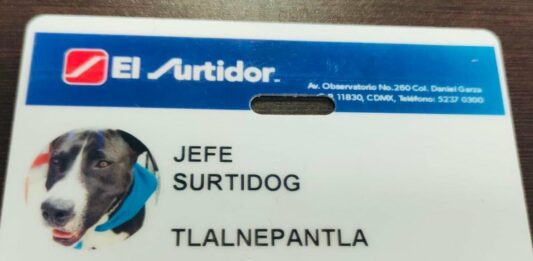 El Surtidor
Av. Observatorio No.260 Col. Daniel Garza
C.P. 11830, CDMX, Teléfono: 5237 0300
JEFE
SURTIDOG
TLALNEPANTLA